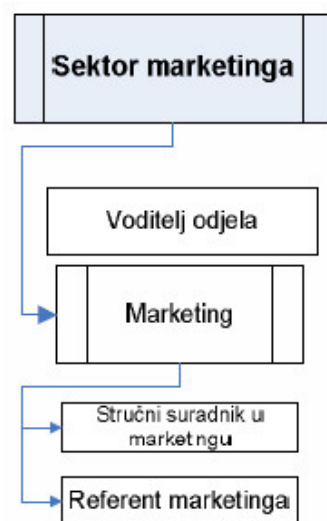 Sektor marketinga
Voditelj odjela
Marketing
Stručni suradnik u
marketngu
Referent marketinga